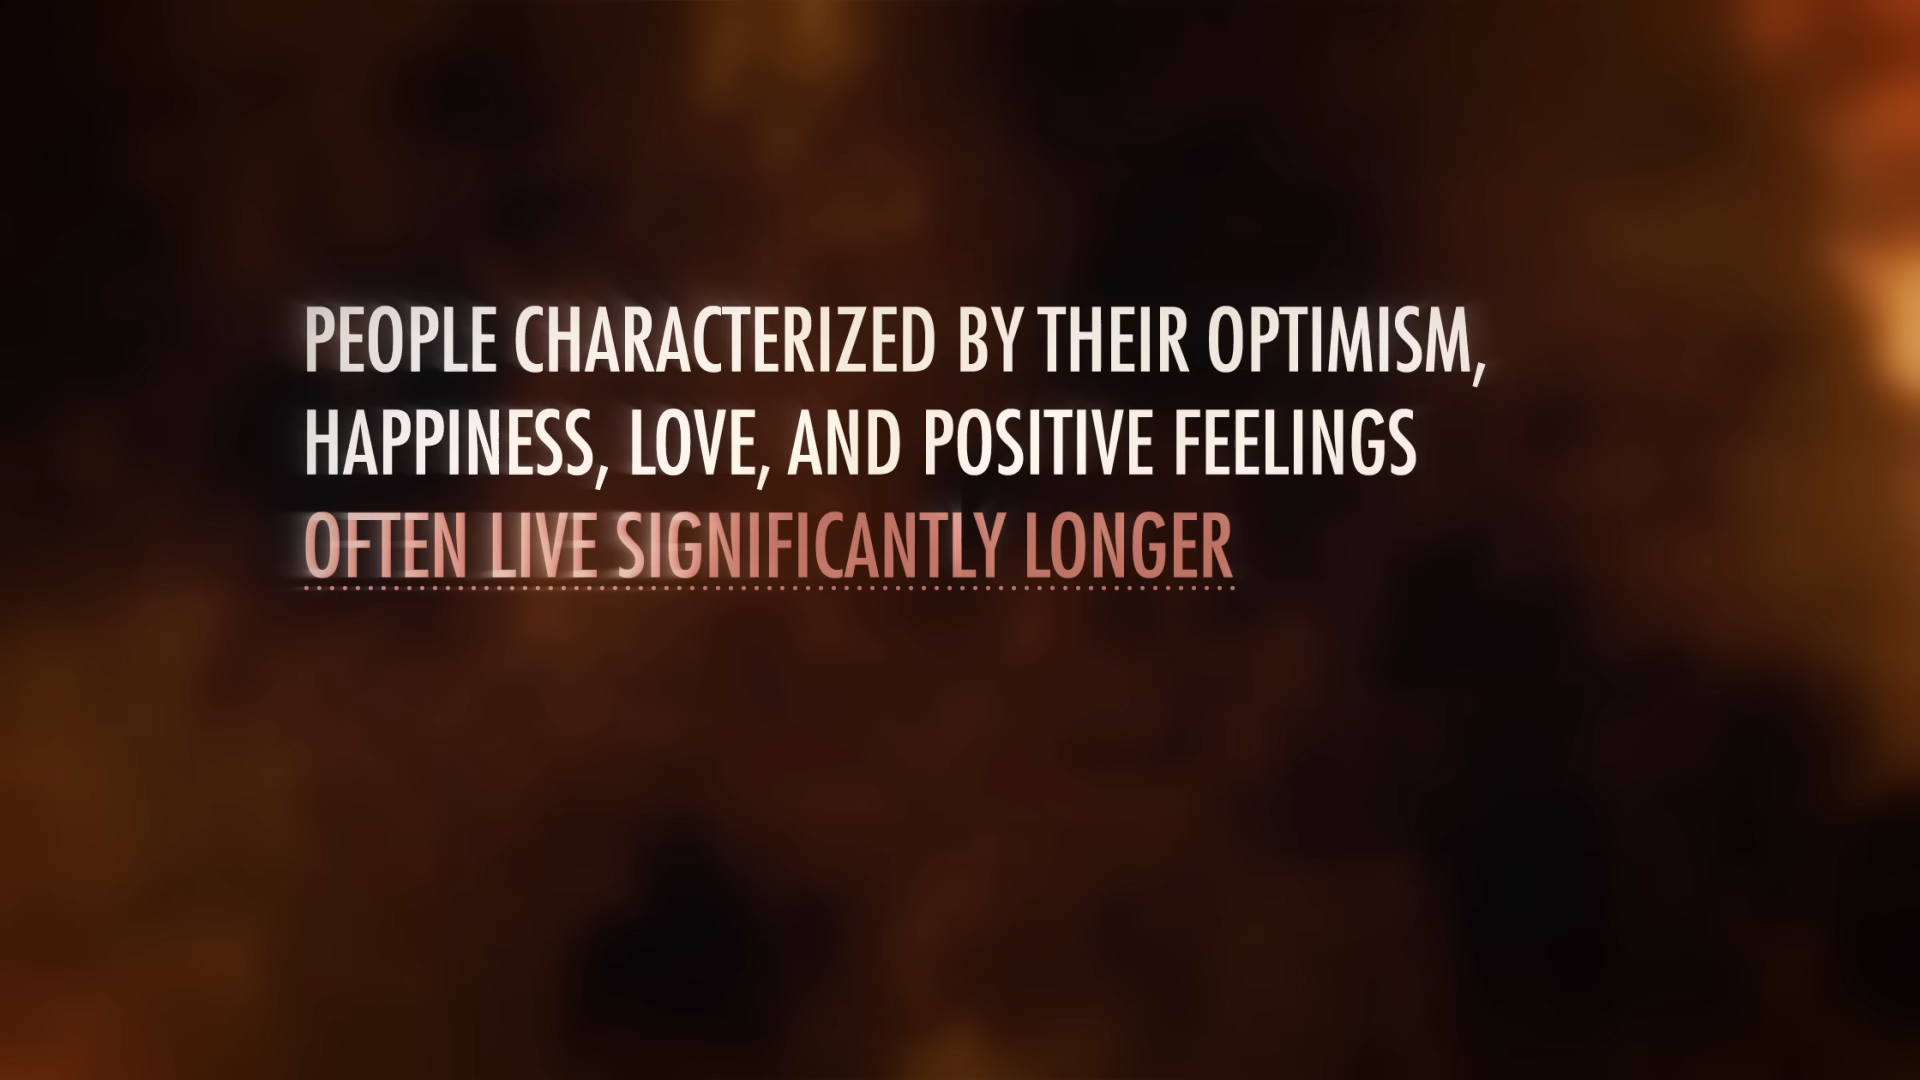 PEOPLE CHARACTERIZED BY THEIR OPTIMISM,
HAPPINESS, LOVE, AND POSITIVE FEELINGS
OFTEN LIVE SIGNIFICANTLY LONGER